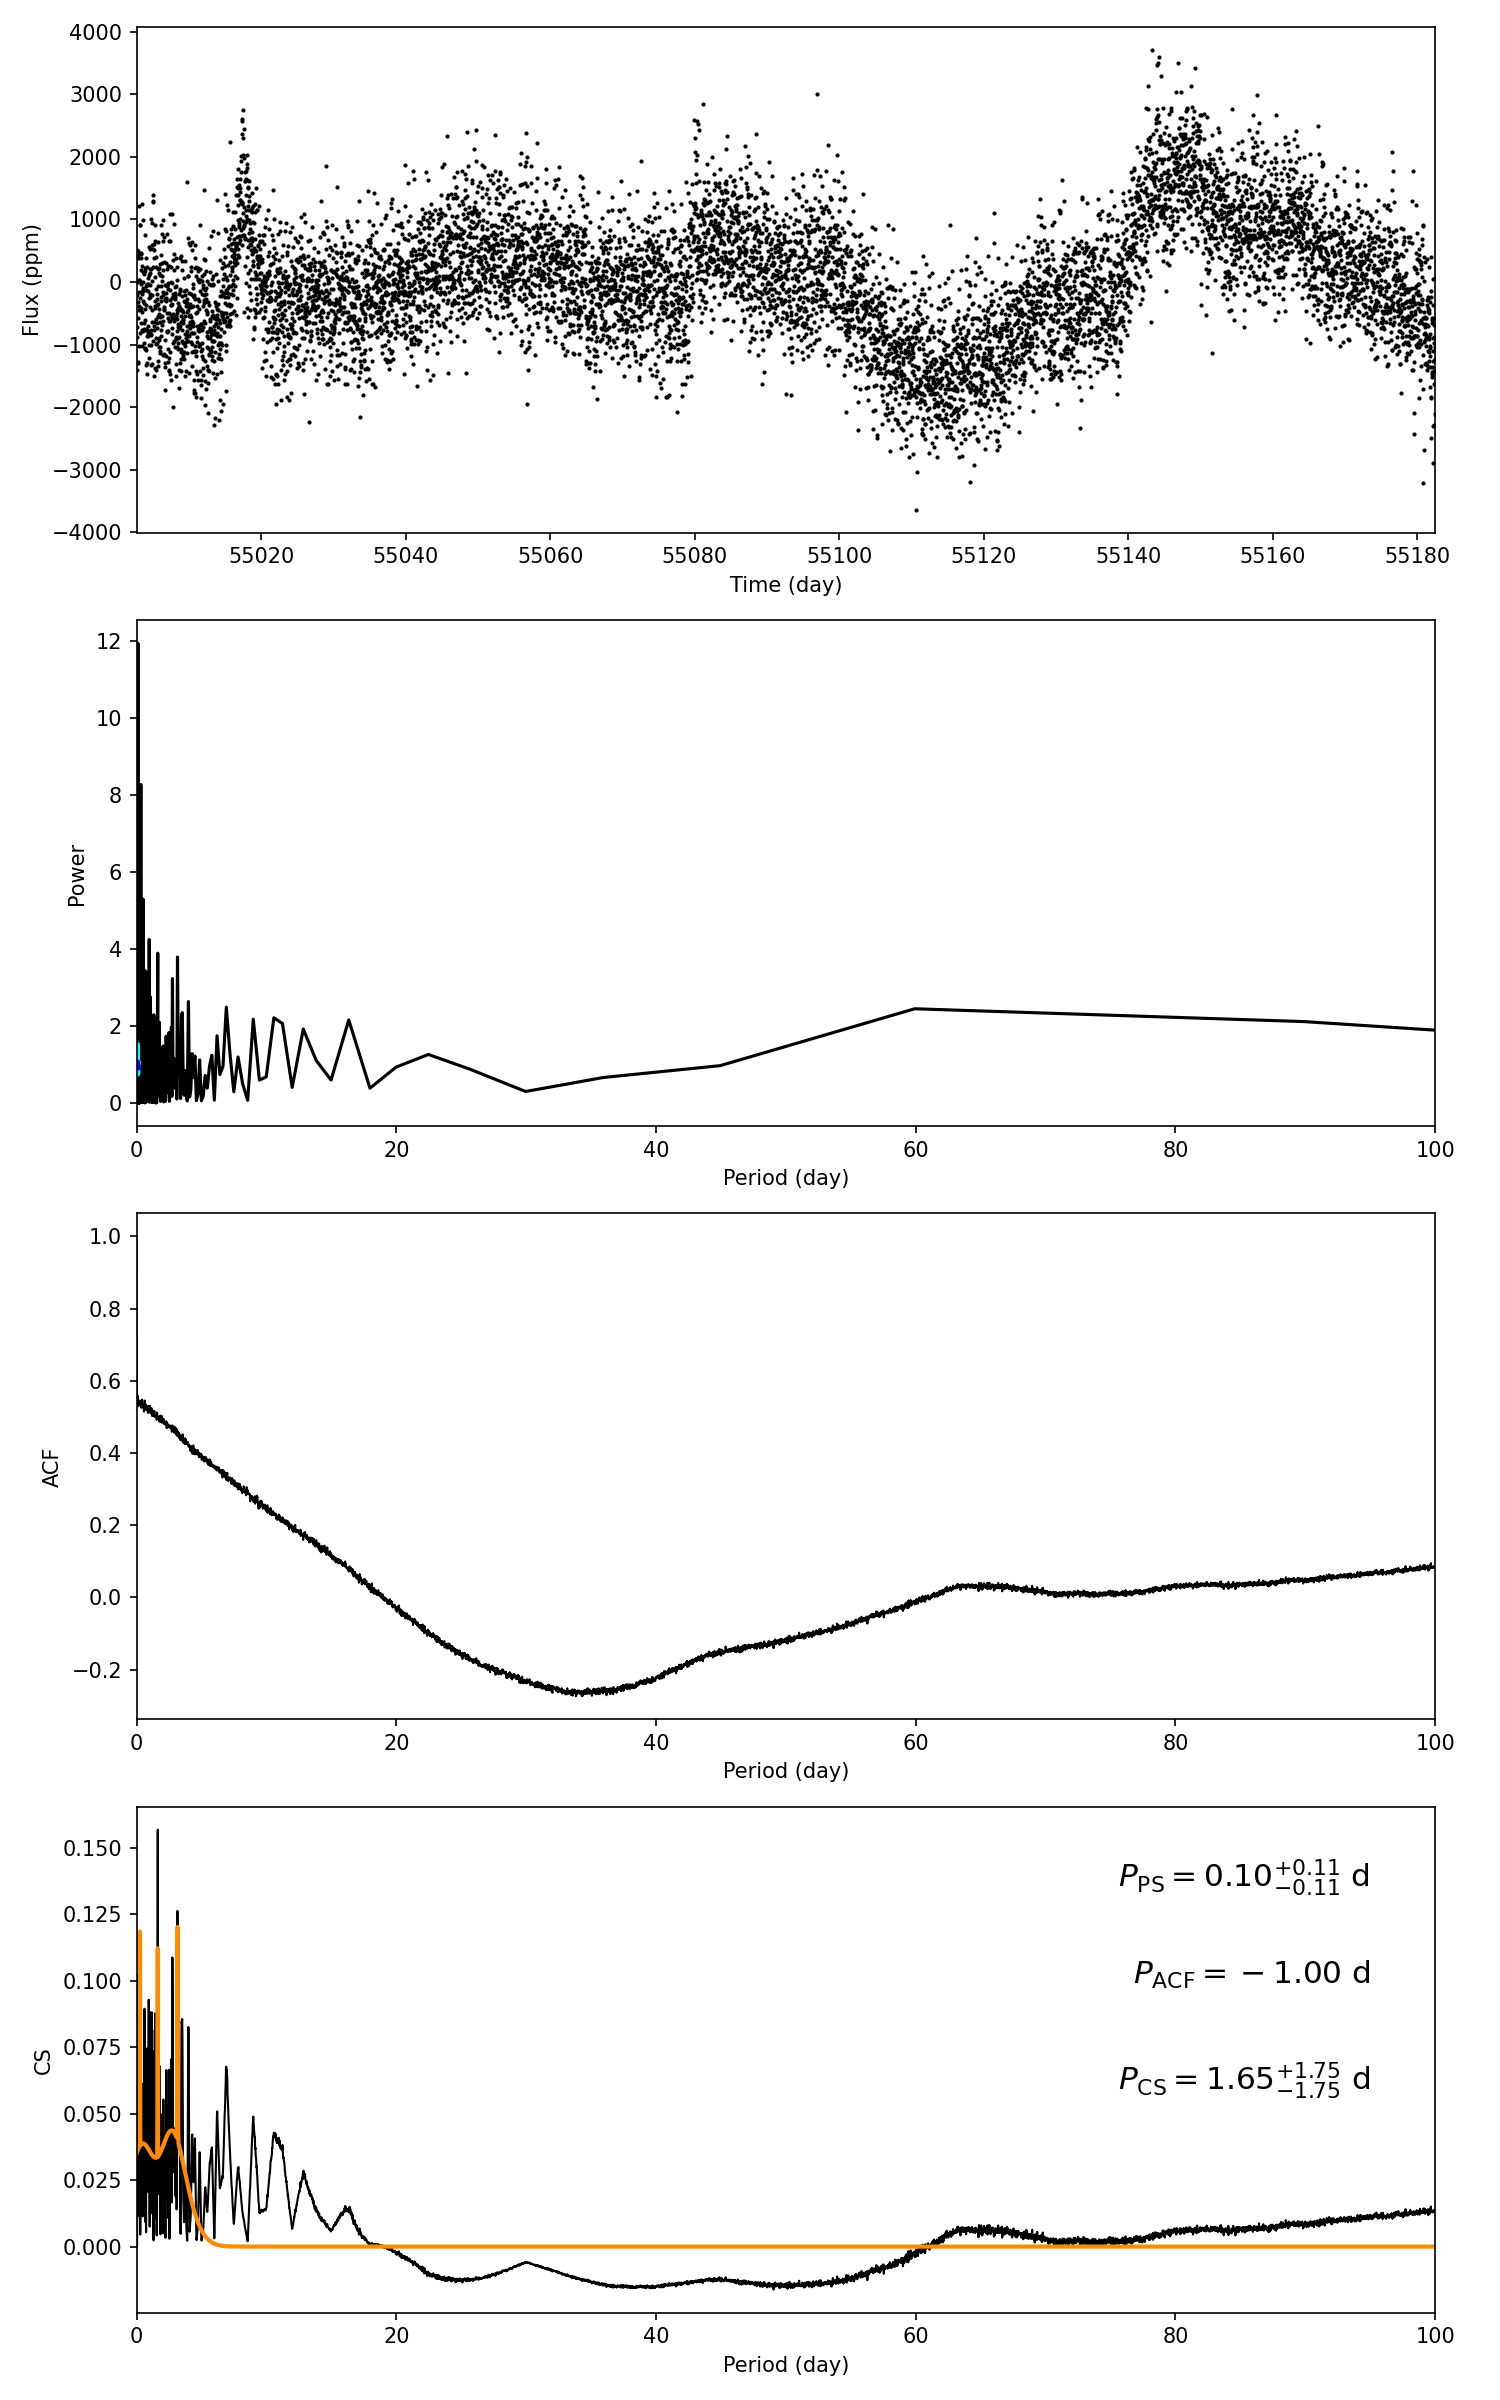 4000
3000
2000
1000
0
−1000
−2000
−3000
−4000
Flux (ppm)
55020 55040 55060 55080 55100 55120 55140 55160 55180
Time (day)
12
10
8
6
4
2
0
Power
0 20 40 60 80 100
Period (day)
1.0
0.8
0.6
0.4
0.2
0.0
−0.2
ACF
0 20 40 60 80 100
Period (day)
0.150
0.125
0.100
0.075
0.050
0.025
0.000
CS
P_PS = 0.10^{+0.11}_{−0.11} d
P_ACF = −1.00 d
P_CS = 1.65^{+1.75}_{−1.75} d
0 20 40 60 80 100
Period (day)